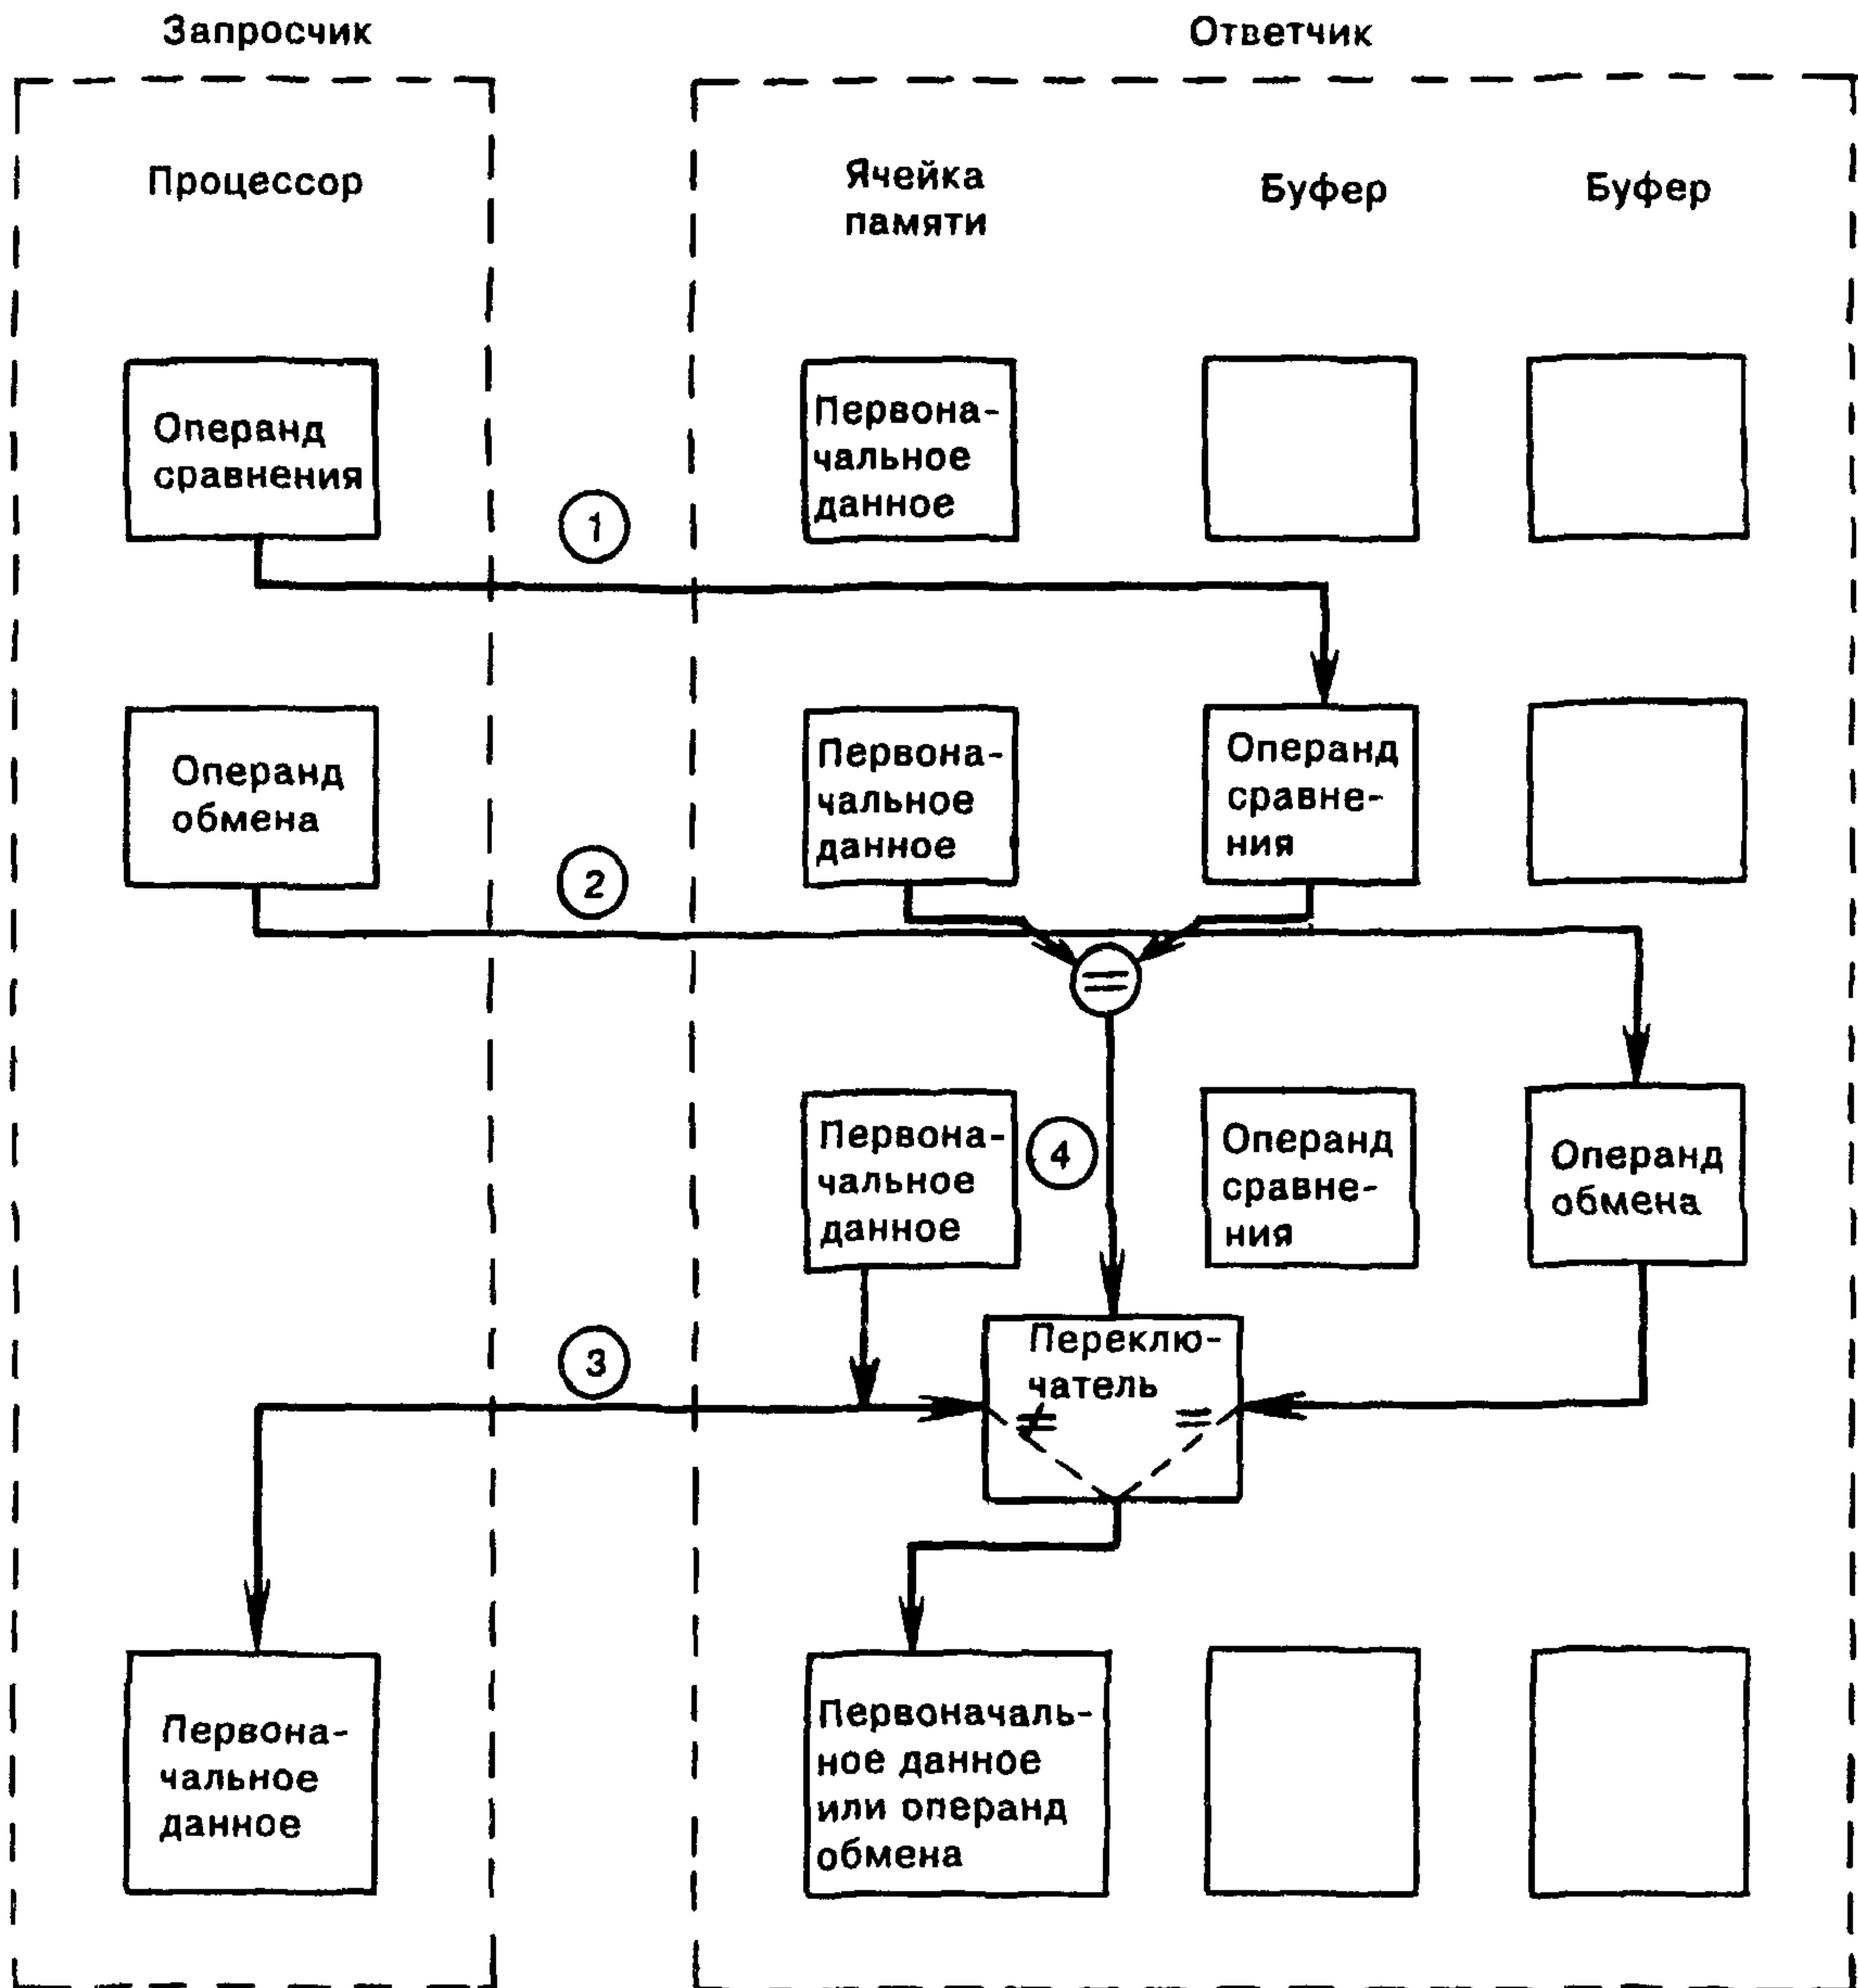 Запросчик
Ответчик
Процессор
Ячейка
памяти
Буфер
Буфер
Операнд
сравнения
Первона-
чальное
данное
1
Операнд
обмена
Первона-
чальное
данное
Операнд
сравне-
ния
2
=
Первона-
чальное
данное
4
Операнд
сравне-
ния
Операнд
обмена
3
Переклю-
чатель
≠ =
Первона-
чальное
данное
Первоначаль-
ное данное
или операнд
обмена